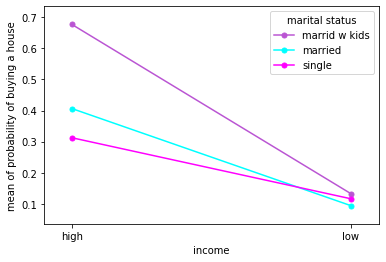 marital status
marrid w kids
married
single
mean of probability of buying a house
0.7
0.6
0.5
0.4
0.3
0.2
0.1
high
low
income